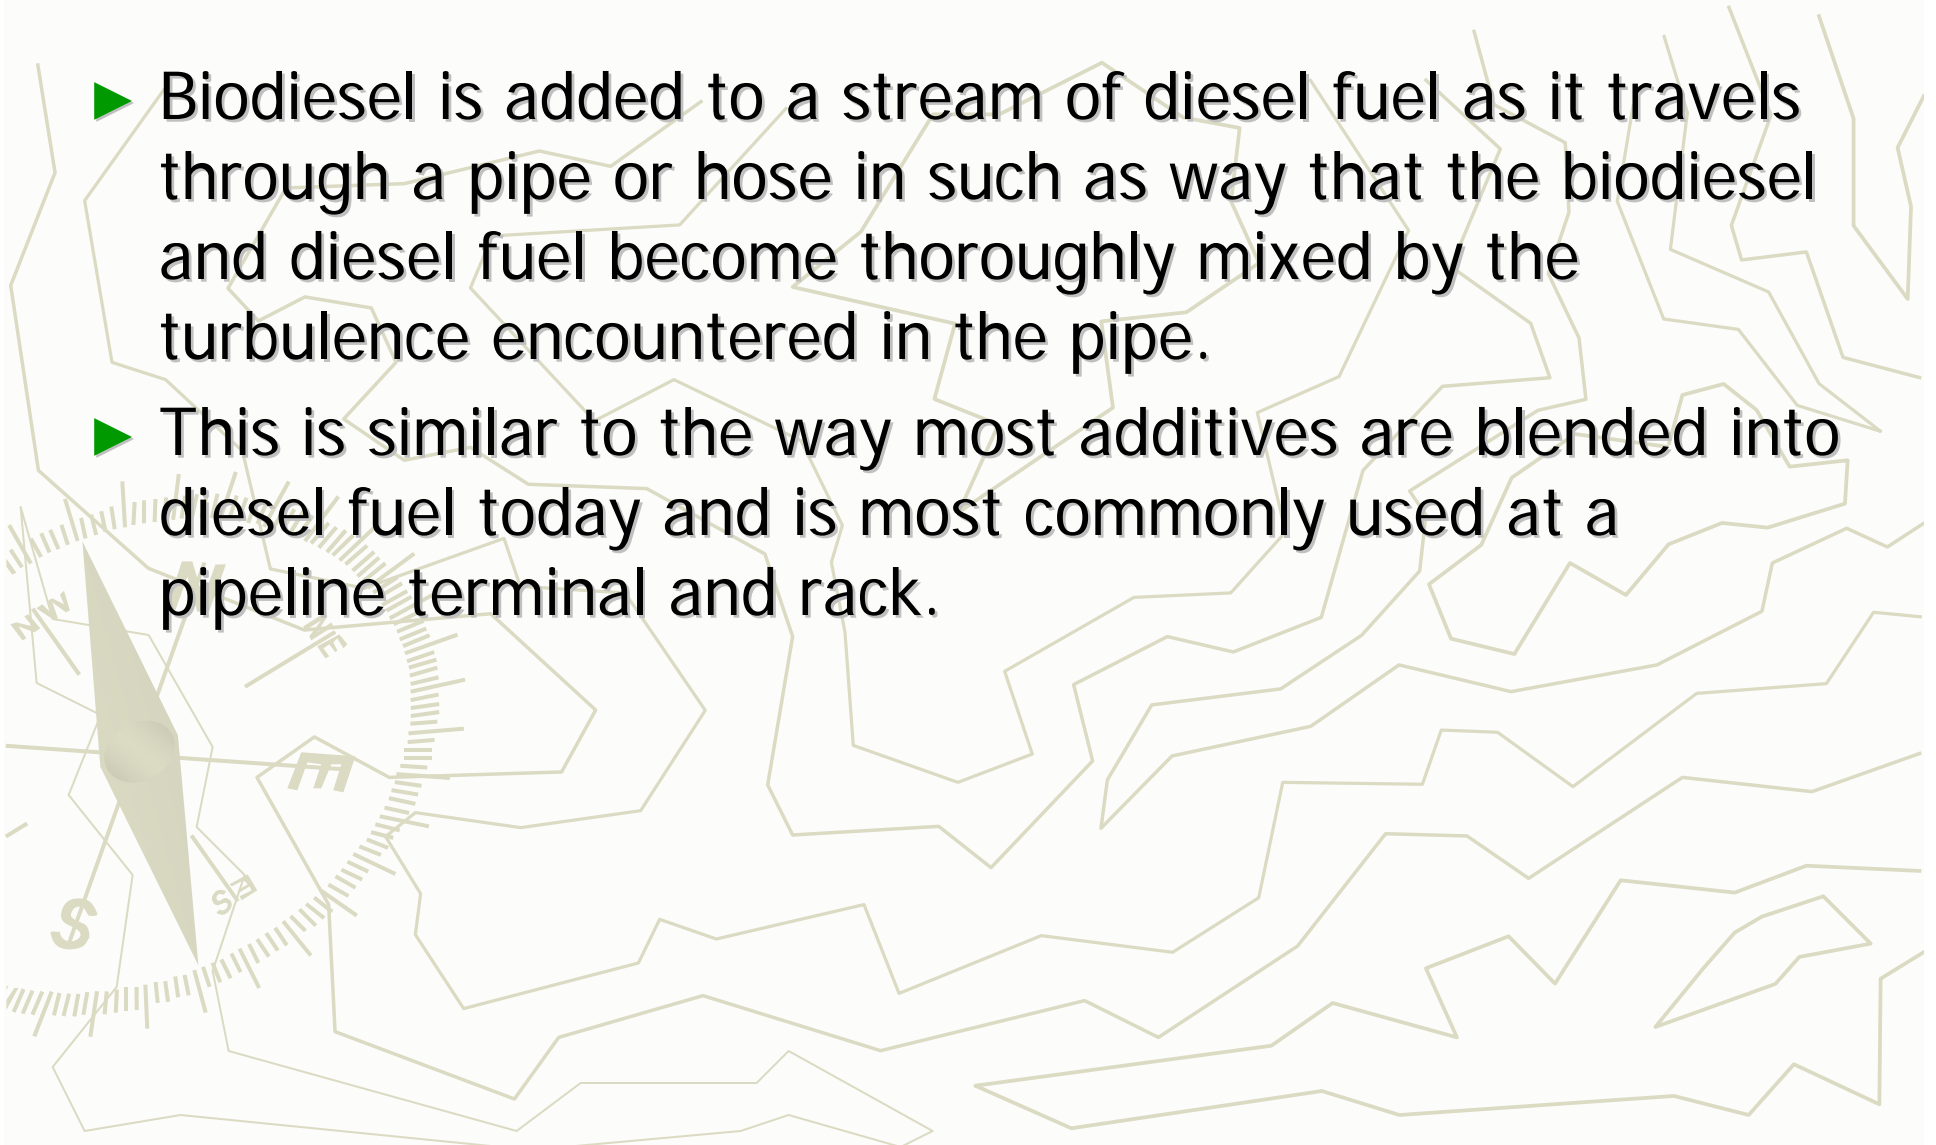 ► Biodiesel is added to a stream of diesel fuel as it travels
through a pipe or hose in such as way that the biodiesel
and diesel fuel become thoroughly mixed by the
turbulence encountered in the pipe.
► This is similar to the way most additives are blended into
diesel fuel today and is most commonly used at a
pipeline terminal and rack.
N
NW
NE
E
SE
S